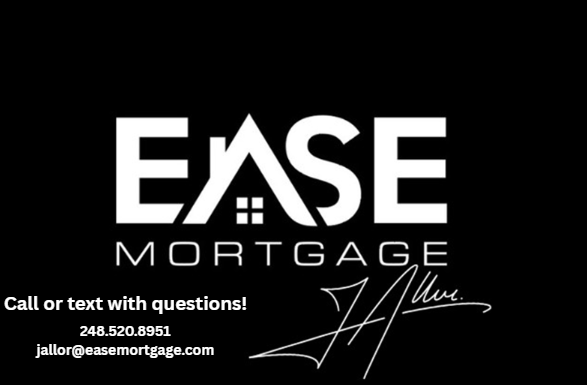 EASE
MORTGAGE
Call or text with questions!
248.520.8951
jallor@easemortgage.com